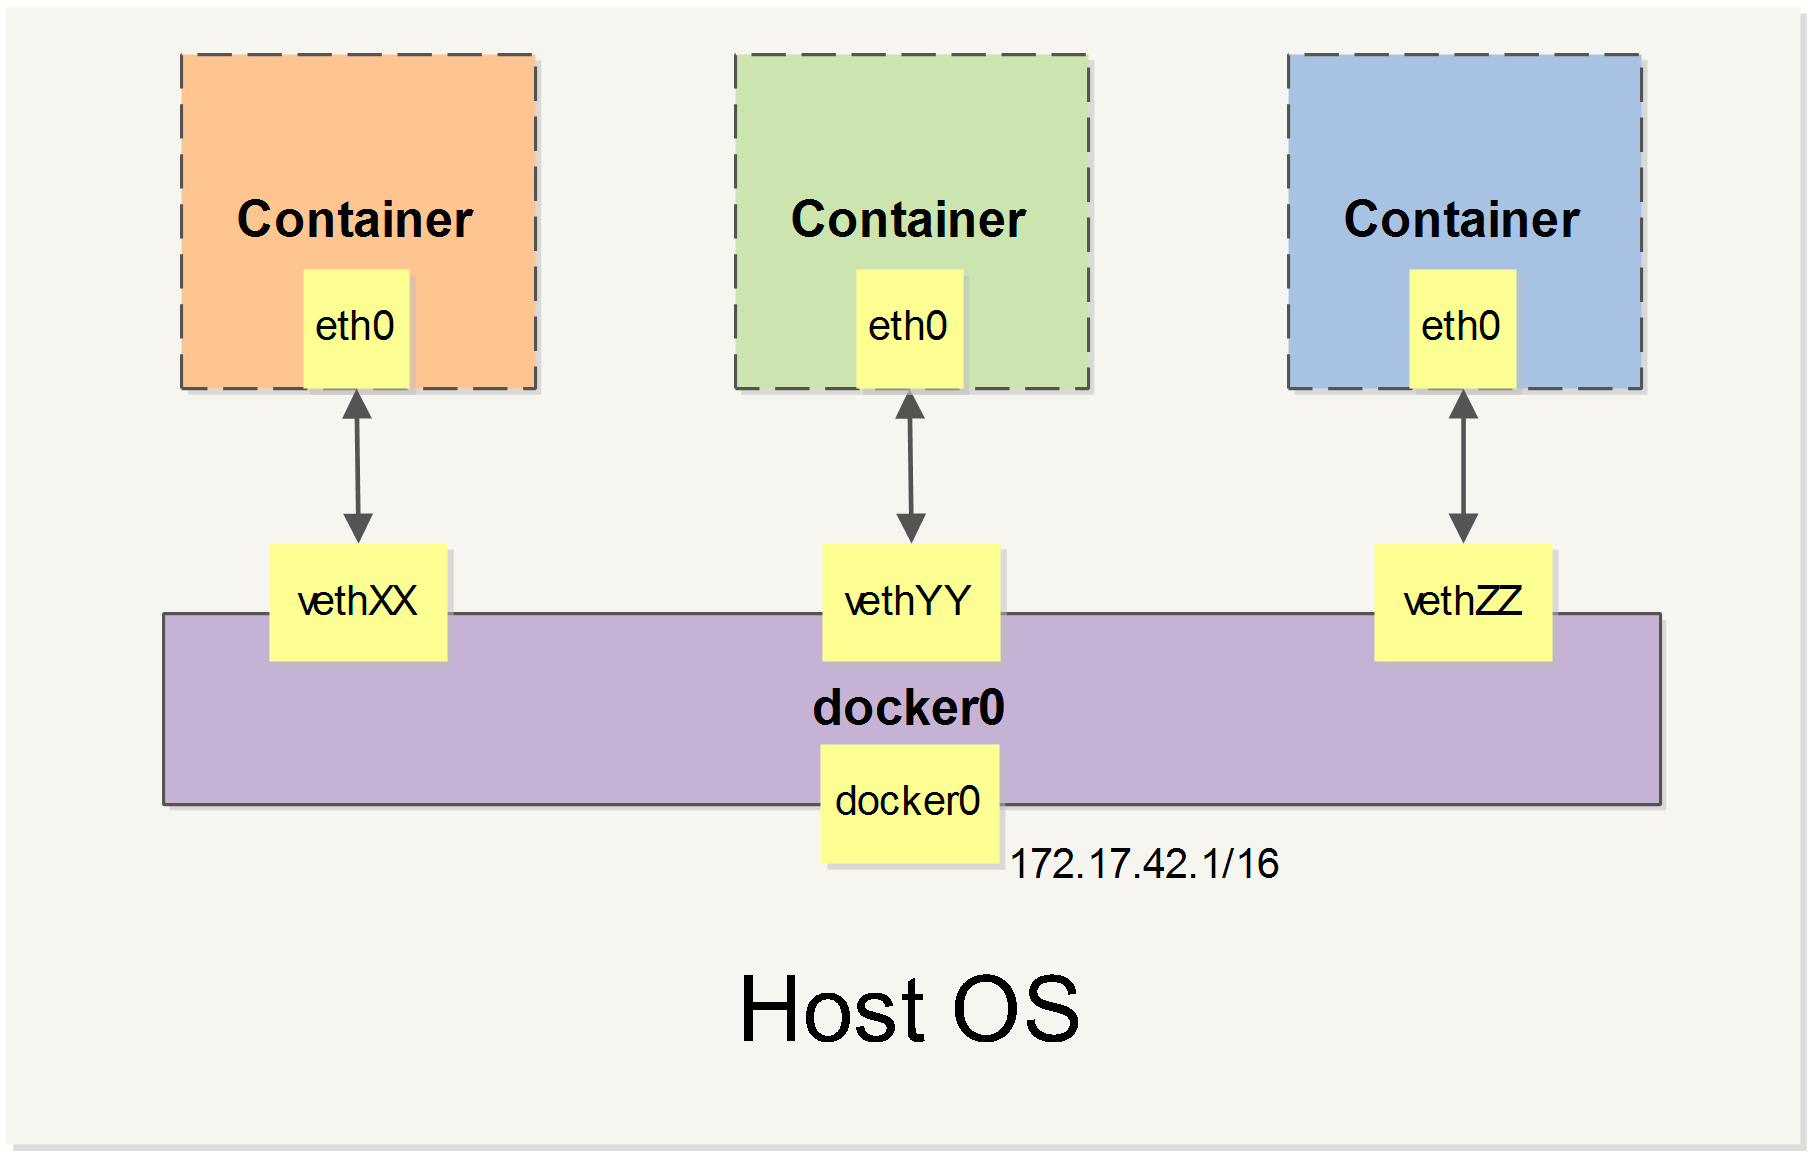 Container
Container
Container
eth0
eth0
eth0
vethXX
vethYY
vethZZ
docker0
docker0
172.17.42.1/16
Host OS